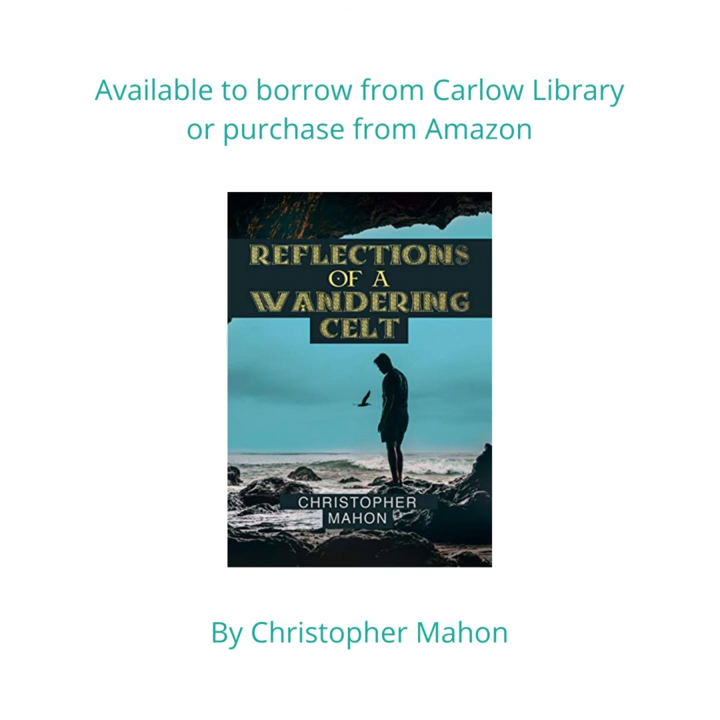 Available to borrow from Carlow Library
or purchase from Amazon
REFLECTIONS
OF A
WANDERING
CELT
CHRISTOPHER
MAHON
By Christopher Mahon